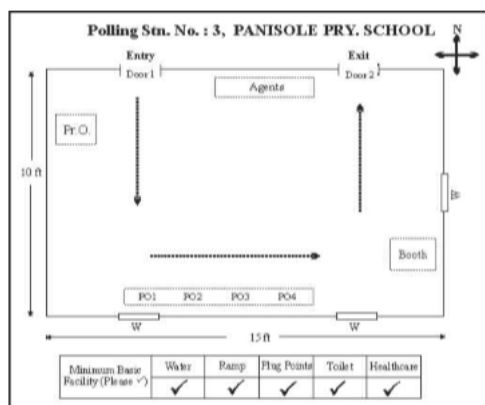 Polling Stn. No. : 3, PANISOLE PRY. SCHOOL
N
Entry
Exit
Door 1
Door 2
Agents
Pr.O.
10 ft
W
Booth
PO1 PO2 PO3 PO4
W
W
15 ft
Minimum Basic Facility (Please ✓)
Water
Ramp
Plug Points
Toilet
Healthcare
✓ ✓ ✓ ✓ ✓